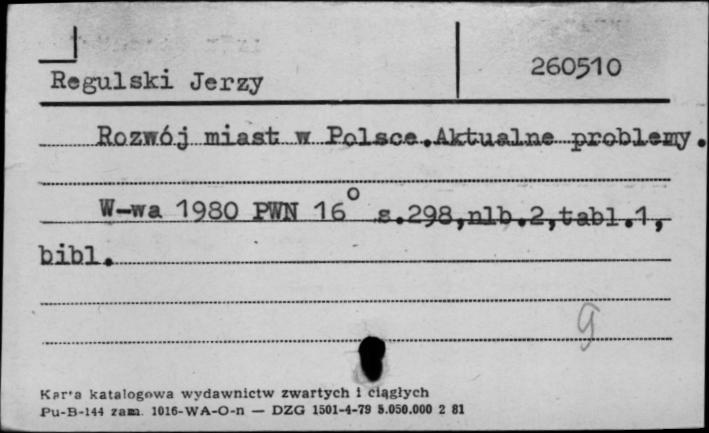 Regulski Jerzy
260510
Rozwój miast w Polsce.Aktualne problemy.
W-wa 1980 PWN 16° s.298,nlb.2,tabl.1,
bibl.
g
Karta katalogowa wydawnictw zwartych i ciągłych
Pu-B-144 zam. 1016-WA-O-n — DZG 1501-4-79 5.050.000 2 81